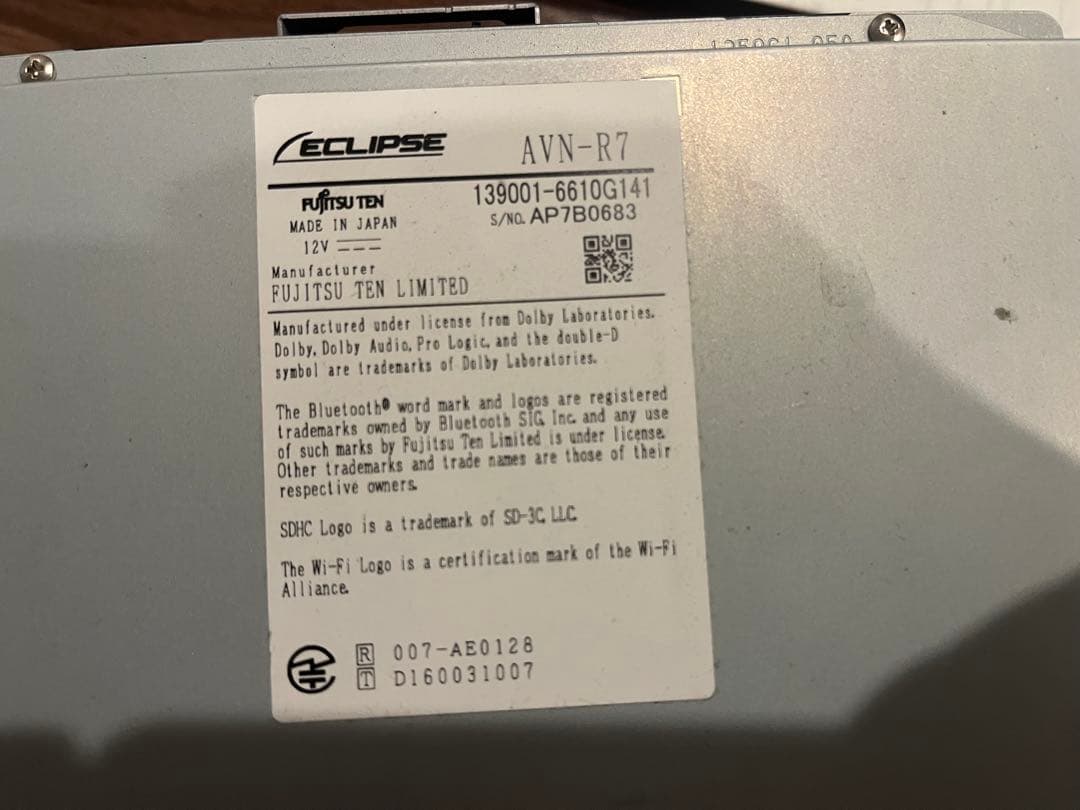 ECLIPSE AVN-R7
FUJITSU TEN 139001-6610G141
MADE IN JAPAN S/NO. AP7B0683
12V
Manufacturer
FUJITSU TEN LIMITED
Manufactured under license from Dolby Laboratories.
Dolby, Dolby Audio, Pro Logic, and the double-D
symbol are trademarks of Dolby Laboratories.
The Bluetooth® word mark and logos are registered
trademarks owned by Bluetooth SIG, Inc. and any use
of such marks by Fujitsu Ten Limited is under license.
Other trademarks and trade names are those of their
respective owners.
SDHC Logo is a trademark of SD-3C, LLC.
The Wi-Fi Logo is a certification mark of the Wi-Fi
Alliance.
R 007-AE0128
T D160031007